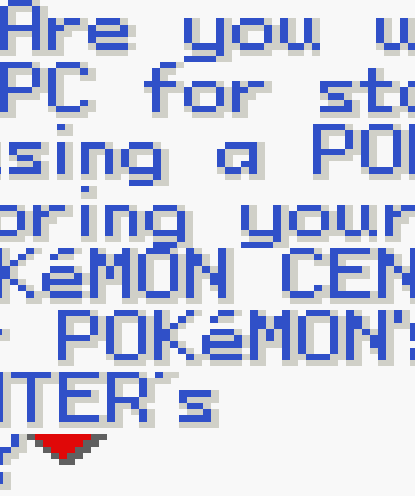 Are you u
PC for sto
sing a PO
oring your
KéMON CEN
POKéMON
TER's